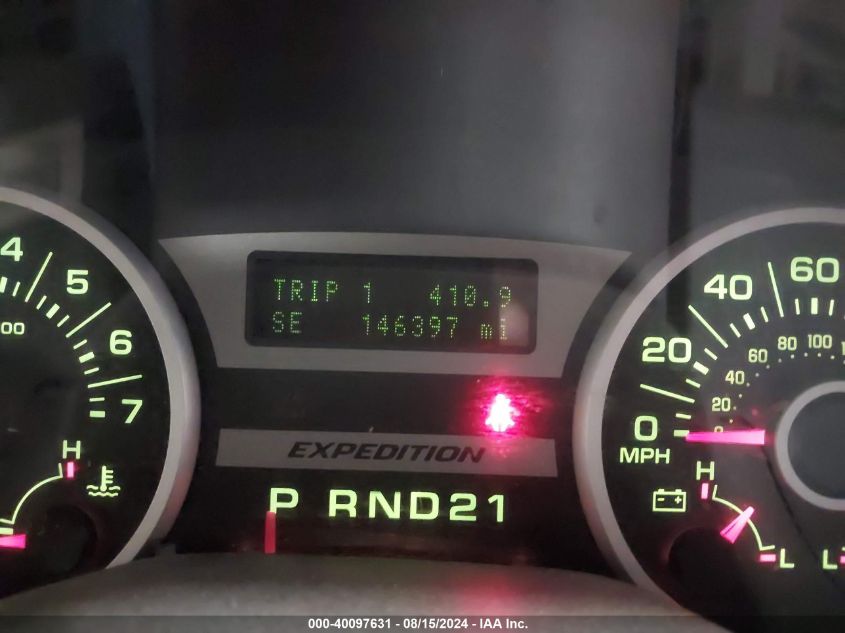 TRIP 1 410.9
SE 146397 mi
4 5 6 7
00
H
EXPEDITION
P RND21
0 20 40 60
20 40 60 80 100
MPH
H
L
L
000-40097631 - 08/15/2024 - IAA Inc.